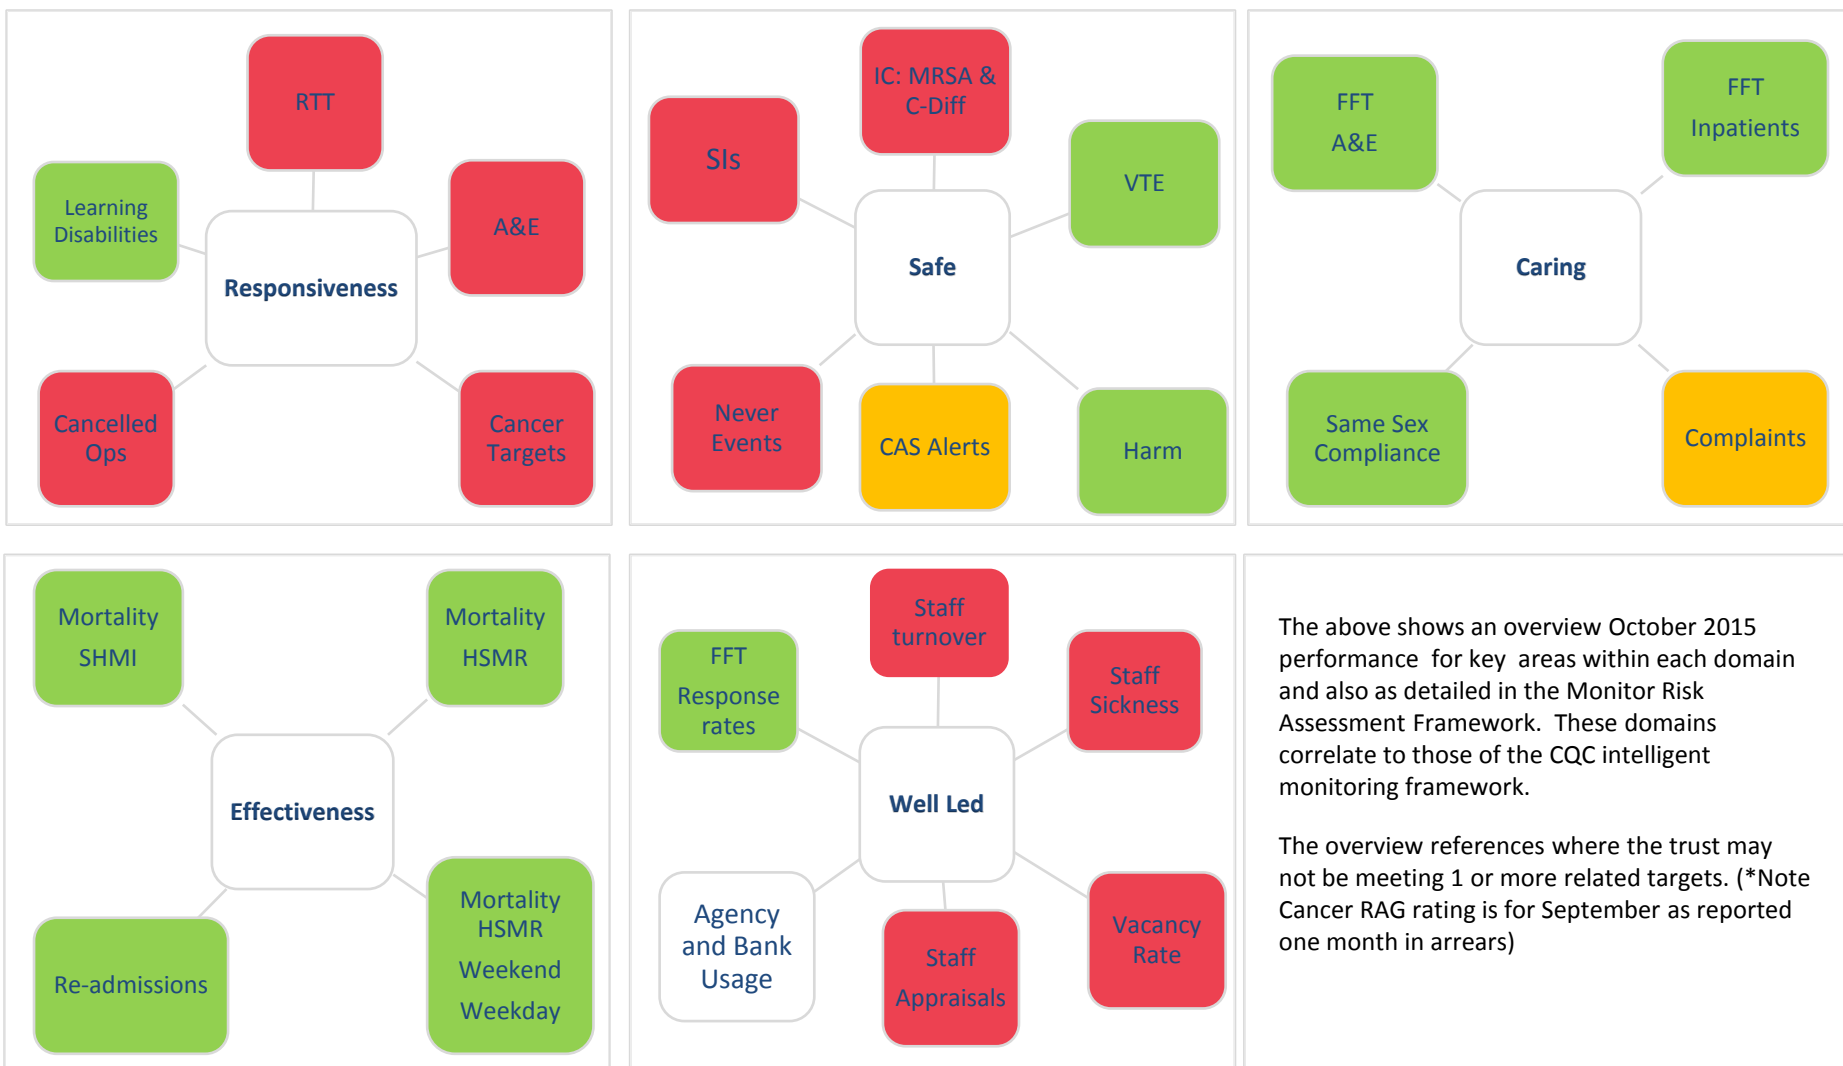 RTT
Learning
Disabilities
A&E
Responsiveness
Cancelled
Ops
Cancer
Targets
IC: MRSA &
C-Diff
SIs
VTE
Safe
Never
Events
CAS Alerts
Harm
FFT
A&E
FFT
Inpatients
Caring
Same Sex
Compliance
Complaints
Mortality
SHMI
Mortality
HSMR
Effectiveness
Re-admissions
Mortality
HSMR
Weekend
Weekday
Staff
turnover
FFT
Response
rates
Staff
Sickness
Well Led
Agency
and Bank
Usage
Staff
Appraisals
Vacancy
Rate
The above shows an overview October 2015
performance for key areas within each domain
and also as detailed in the Monitor Risk
Assessment Framework. These domains
correlate to those of the CQC intelligent
monitoring framework.
The overview references where the trust may
not be meeting 1 or more related targets. (*Note
Cancer RAG rating is for September as reported
one month in arrears)